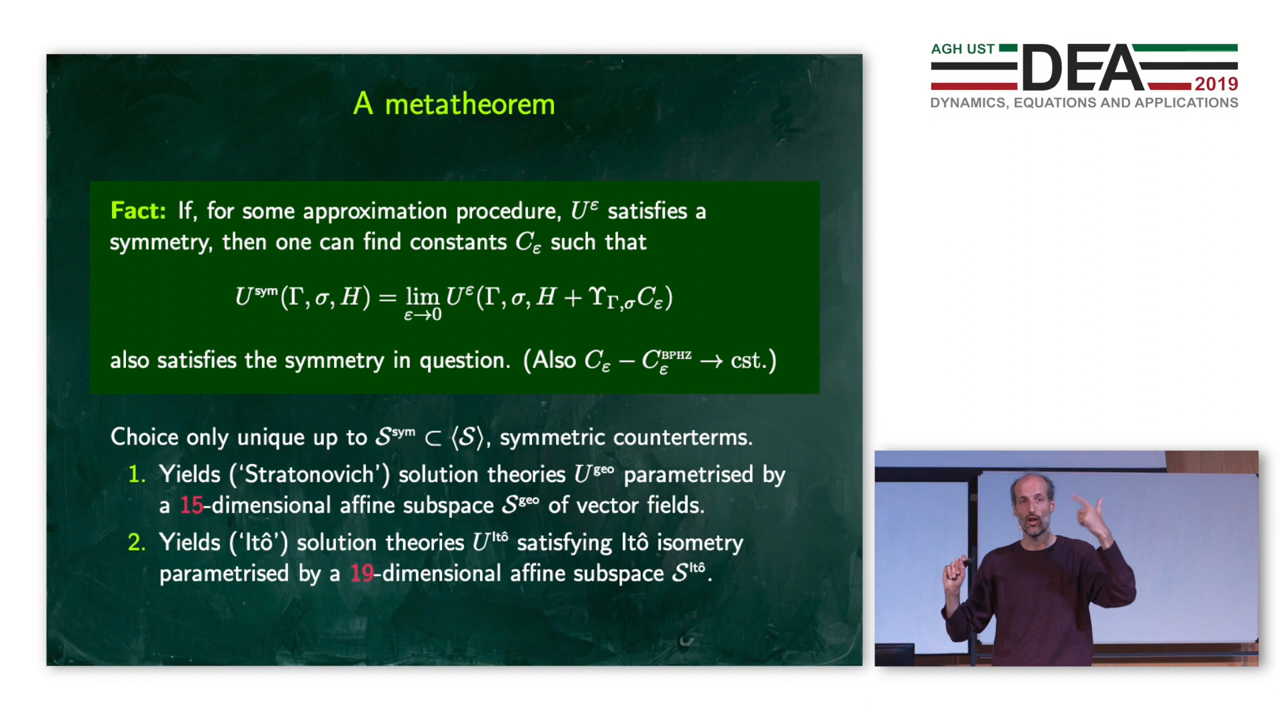 A metatheorem
Fact: If, for some approximation procedure, U^ε satisfies a
symmetry, then one can find constants C_ε such that
U^sym(Γ, σ, H) = lim_{ε→0} U^ε(Γ, σ, H + Υ_{Γ,σ}C_ε)
also satisfies the symmetry in question. (Also C_ε − C_ε^BPHZ → cst.)
Choice only unique up to 𝒮^sym ⊂ ⟨𝒮⟩, symmetric counterterms.
1. Yields (‘Stratonovich’) solution theories U^geo parametrised by
a 15-dimensional affine subspace 𝒮^geo of vector fields.
2. Yields (‘Itô’) solution theories U^Itô satisfying Itô isometry
parametrised by a 19-dimensional affine subspace 𝒮^Itô.
AGH UST
DEA
2019
DYNAMICS, EQUATIONS AND APPLICATIONS